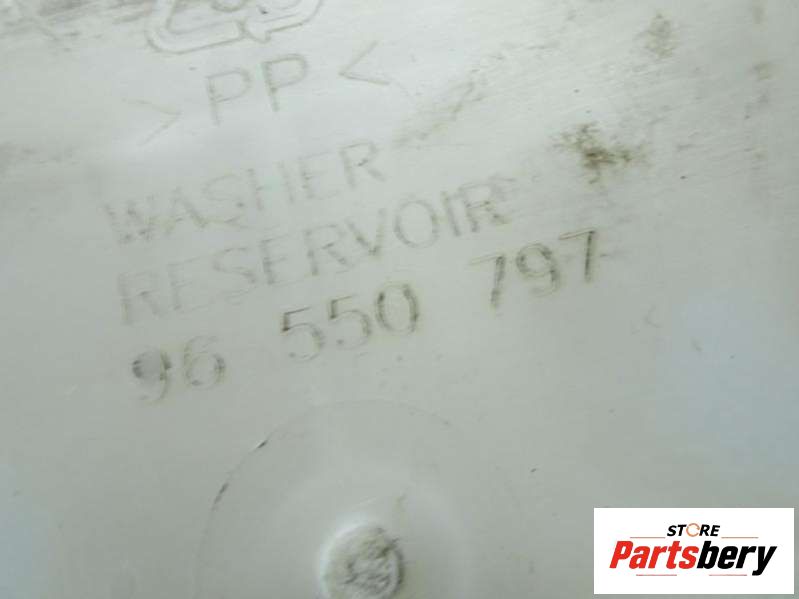 >PP<
WASHER
RESERVOIR
96 550 797
STORE
Partsbery